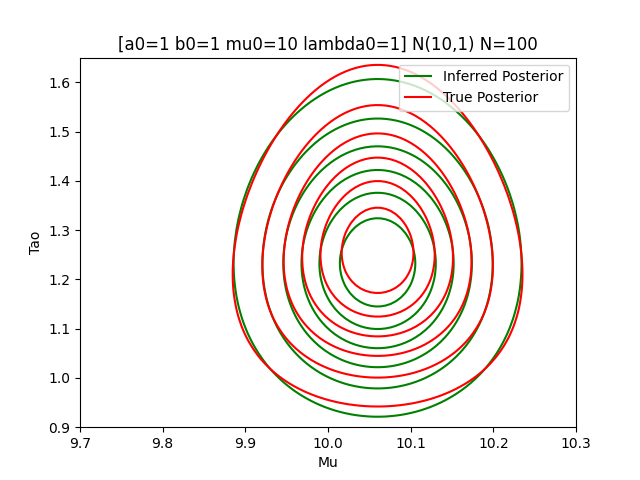 [a0=1 b0=1 mu0=10 lambda0=1] N(10,1) N=100
Inferred Posterior
True Posterior
1.6
1.5
1.4
1.3
1.2
1.1
1.0
0.9
Tao
9.7 9.8 9.9 10.0 10.1 10.2 10.3
Mu